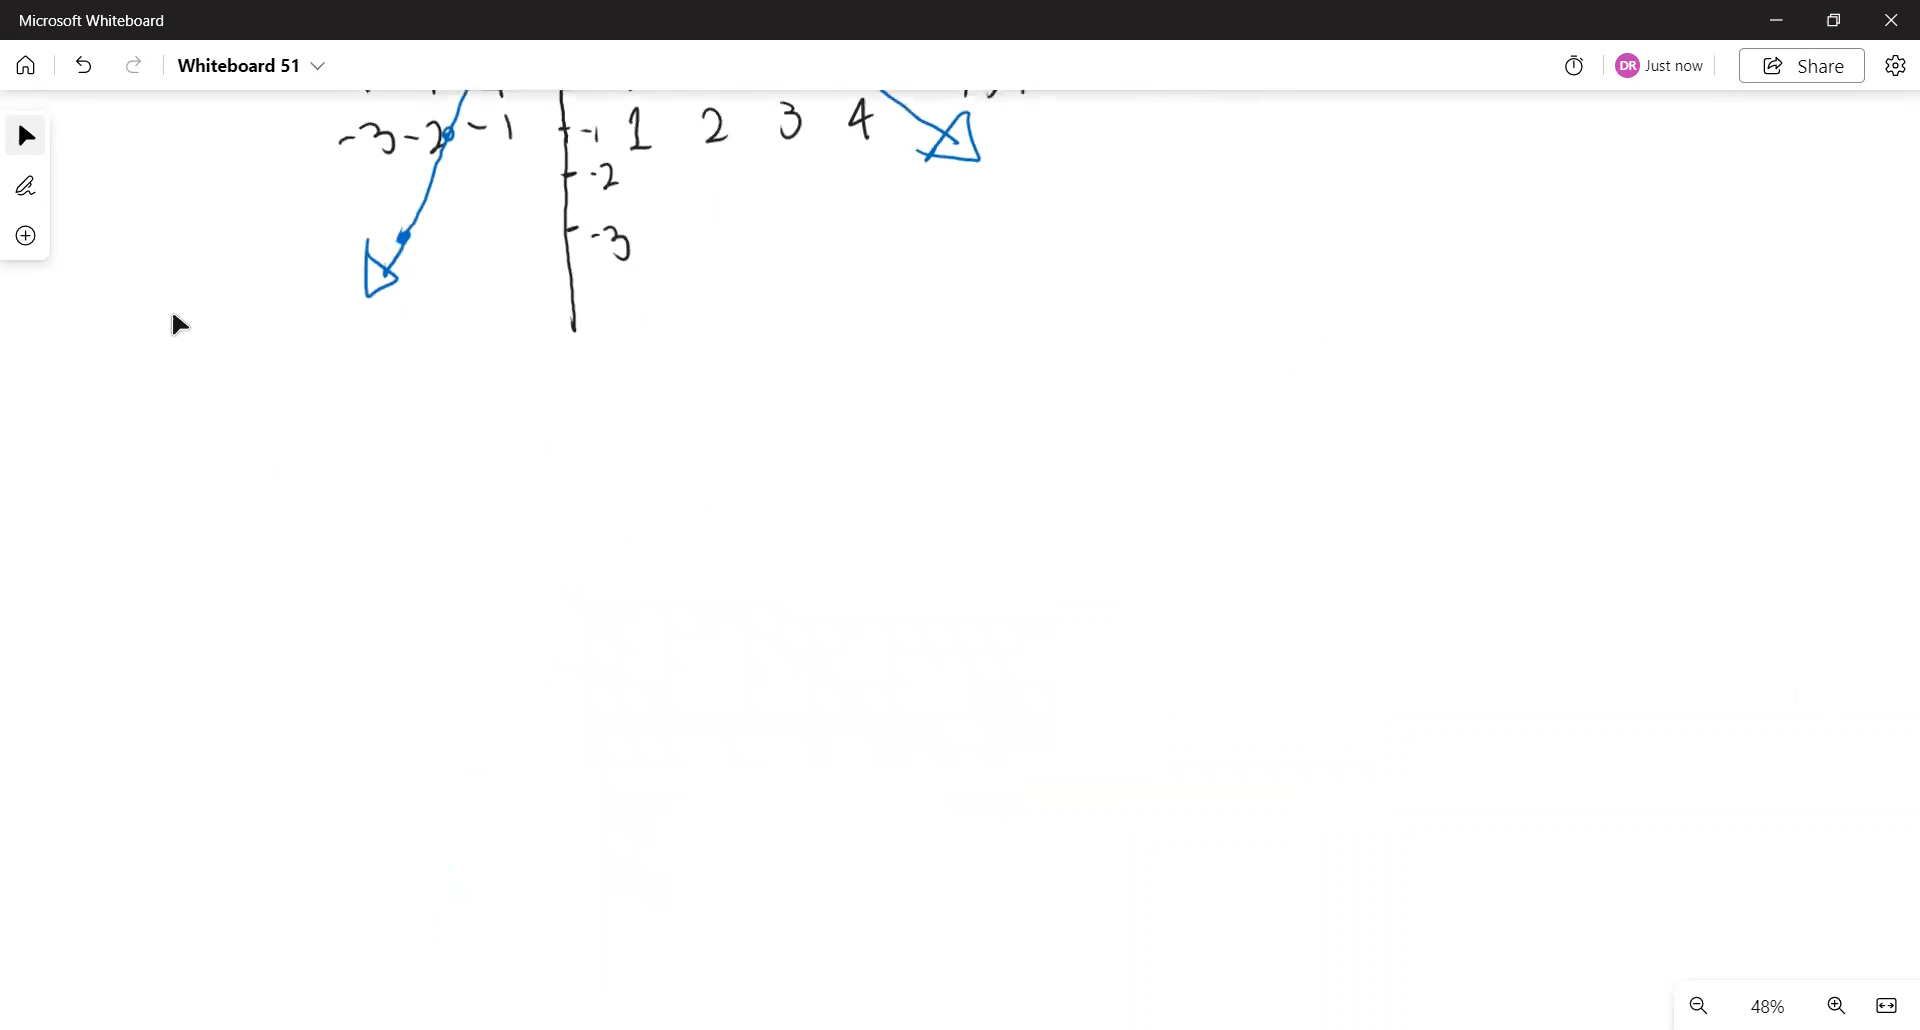 Microsoft Whiteboard
Whiteboard 51
DR Just now
Share
-3 -2 -1 -1 1 2 3 4
-2
-3
48%